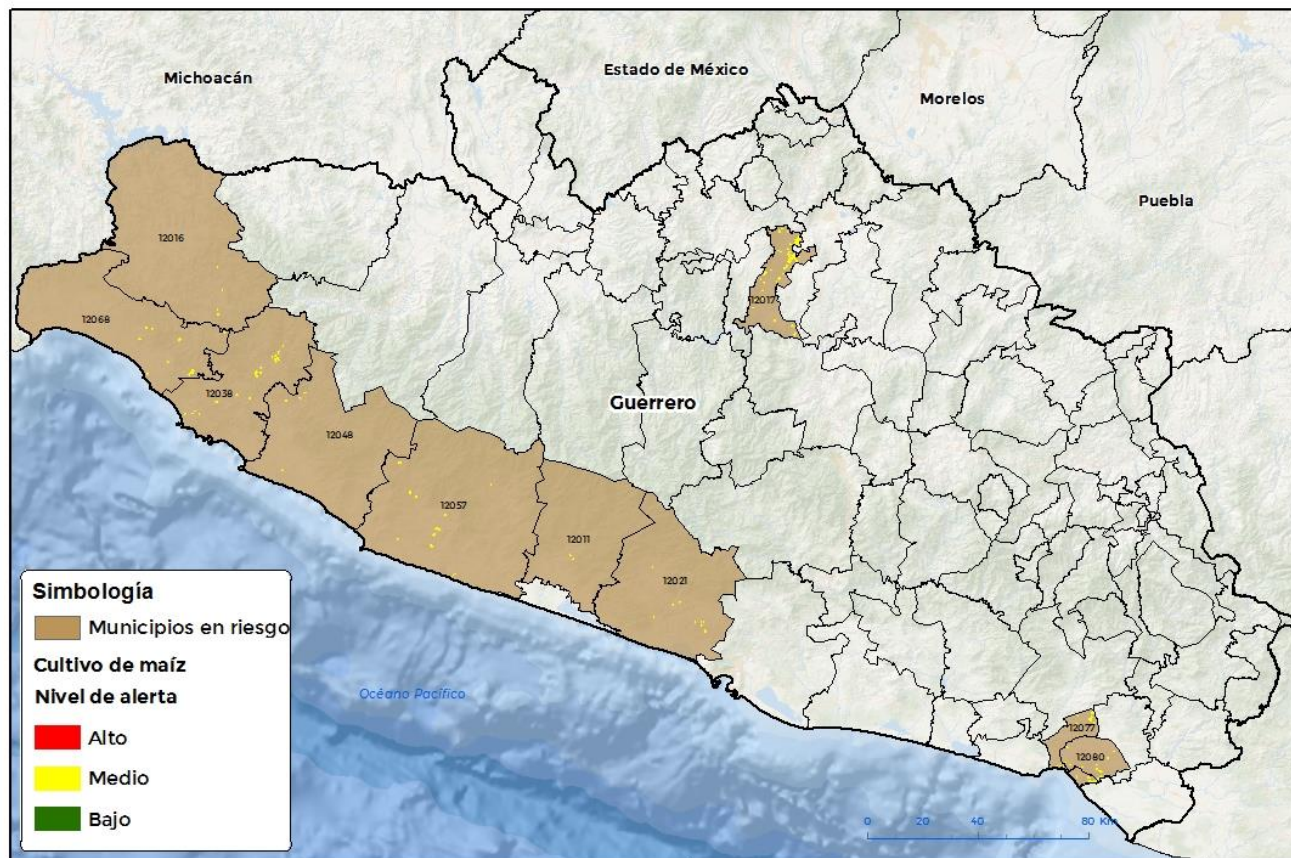 Michoacán
Estado de México
Morelos
Puebla
12016
12017
12068
12038
Guerrero
12048
12057
12011
12021
Simbología
Municipios en riesgo
Cultivo de maíz
Nivel de alerta
Alto
Medio
Bajo
Océano Pacífico
12077
12080
0 20 40 80 Km